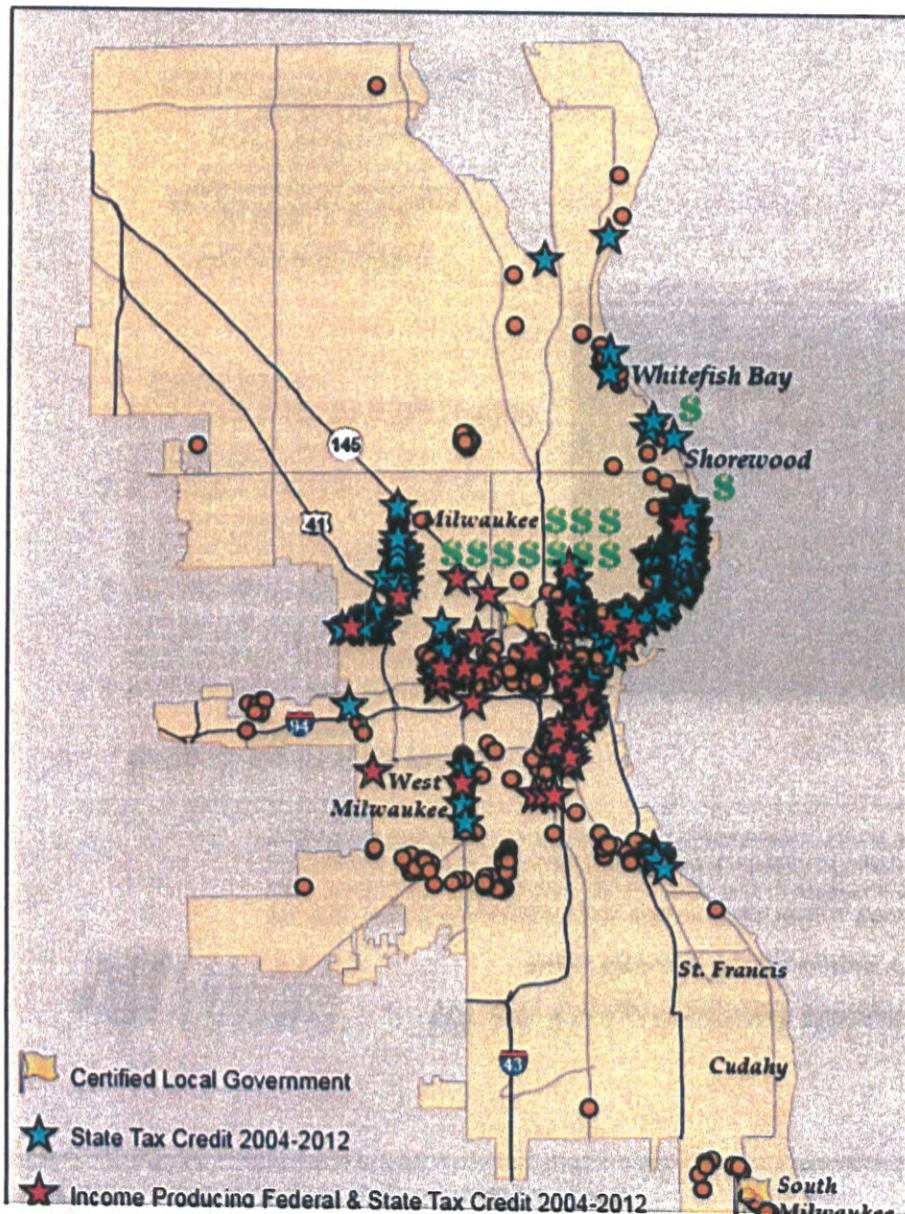 Whitefish Bay
$
145
Shorewood
$
41
Milwaukee $$$
$$$$$$$
94
West
Milwaukee
St. Francis
43
Cudahy
Certified Local Government
State Tax Credit 2004-2012
South
Milwaukee
Income Producing Federal & State Tax Credit 2004-2012